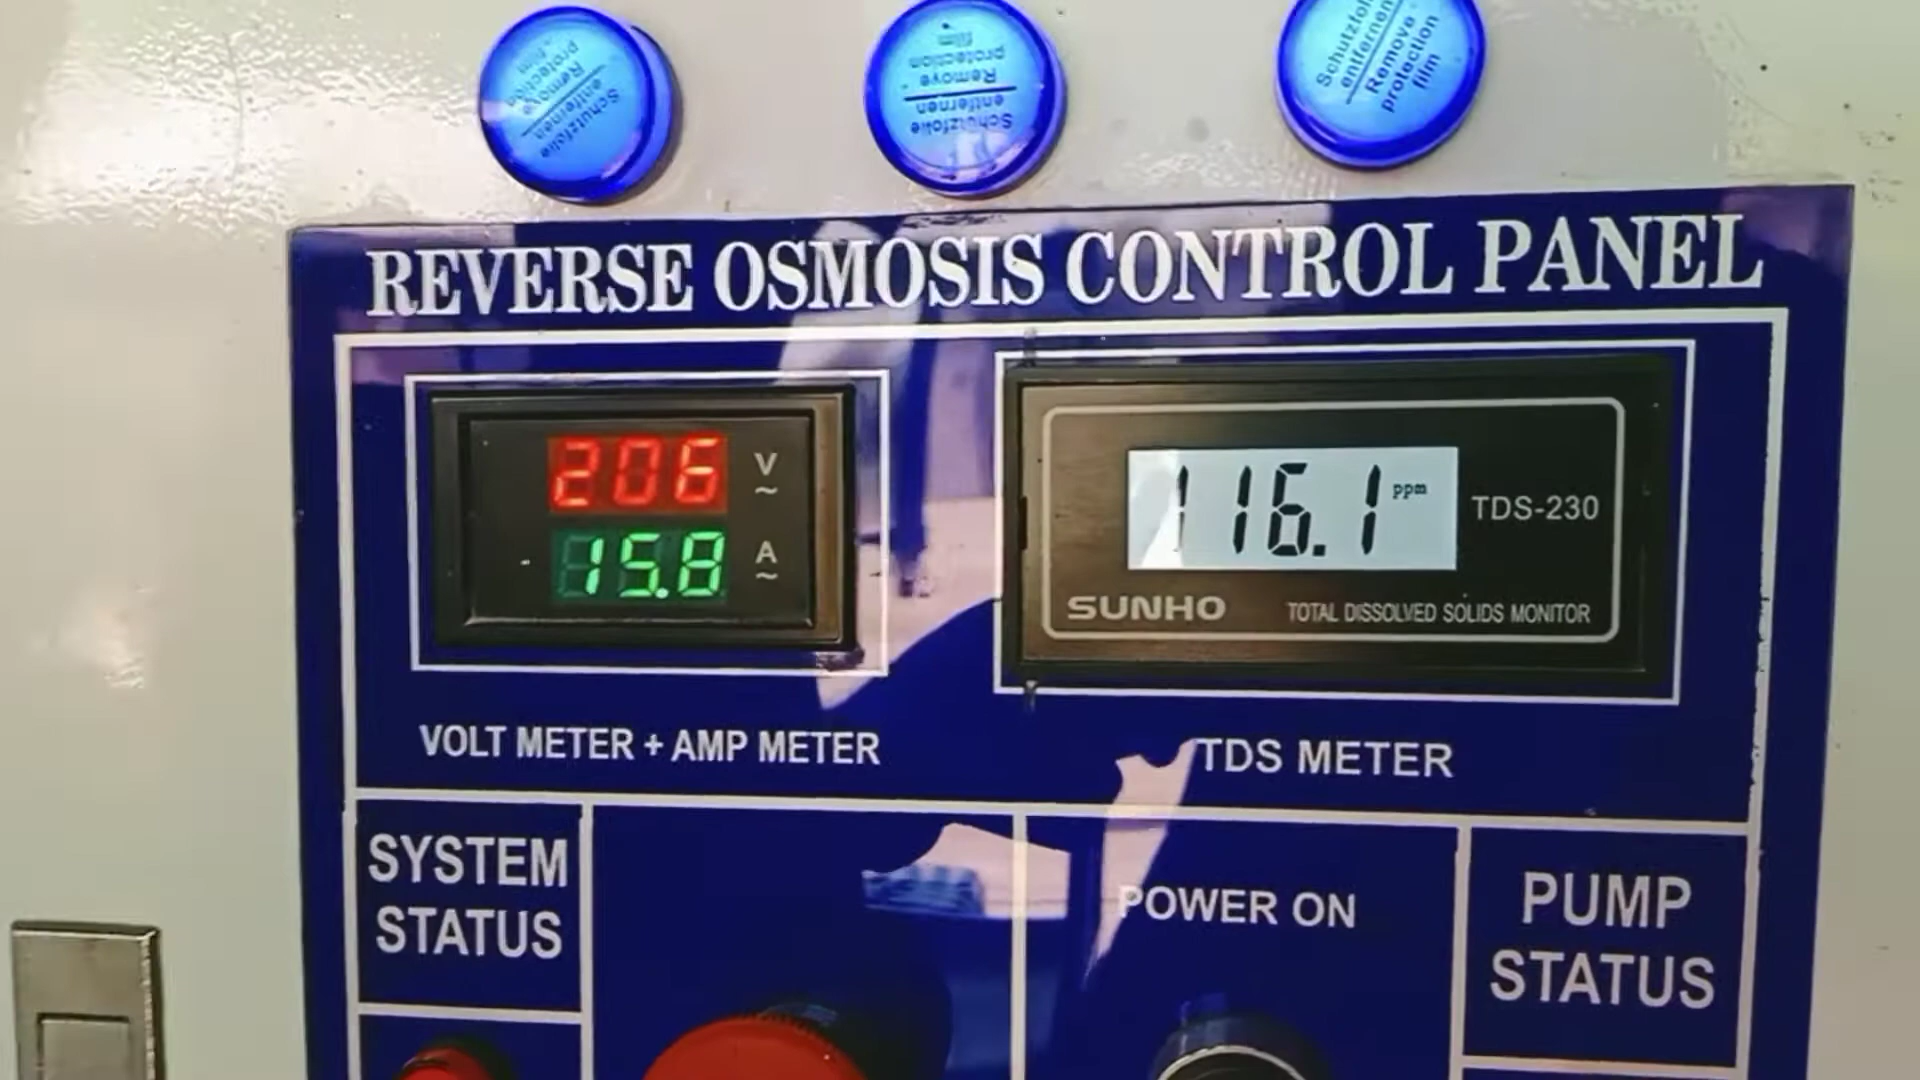 Schutzfolie
entfernen
Remove
protection
film
Schutzfolie
entfernen
Remove
protection
film
Schutzfolie
entfernen
Remove
protection
film
REVERSE OSMOSIS CONTROL PANEL
206 V
~
15.8 A
~
116.1 ppm
TDS-230
SUNHO TOTAL DISSOLVED SOLIDS MONITOR
VOLT METER + AMP METER
TDS METER
SYSTEM
STATUS
POWER ON
PUMP
STATUS